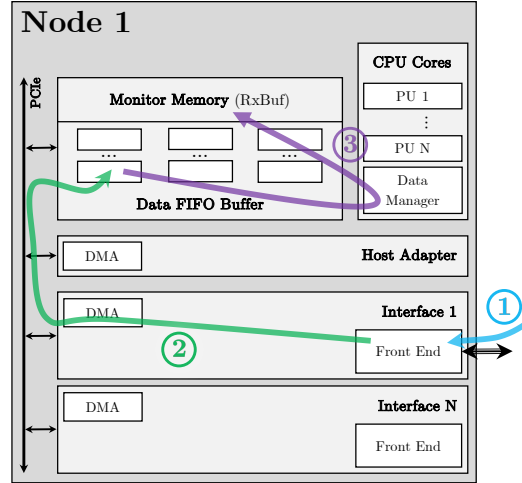 Node 1
PCIe
CPU Cores
PU 1
⋮
PU N
Data
Manager
Monitor Memory (RxBuf)
...
...
...
Data FIFO Buffer
3
DMA
Host Adapter
DMA
Interface 1
1
2
Front End
DMA
Interface N
Front End